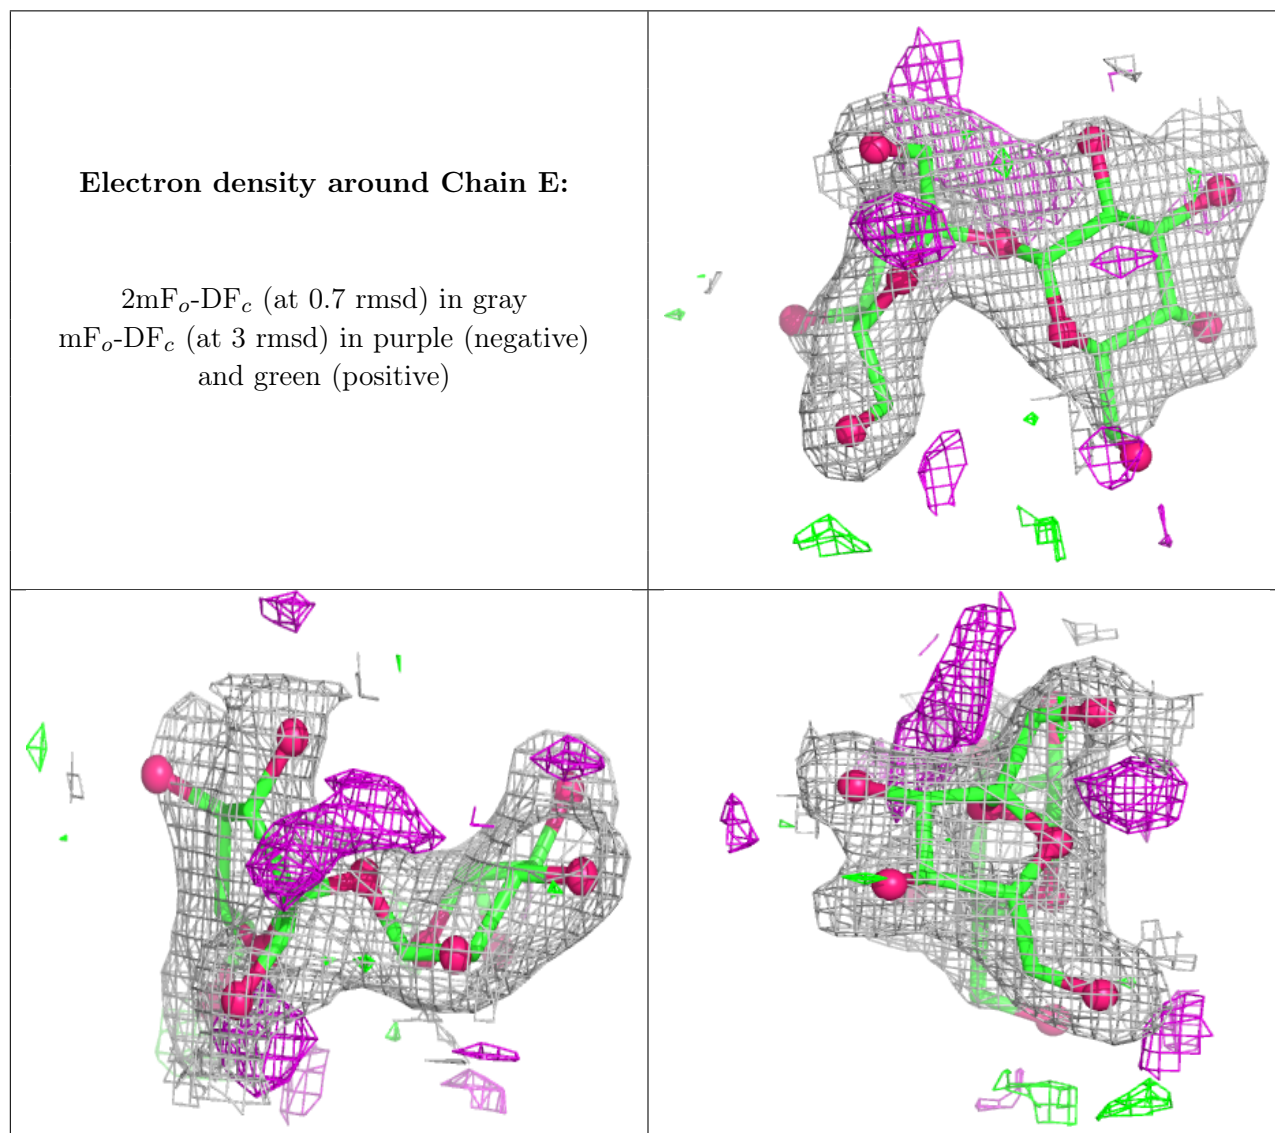 Electron density around Chain E:
2mFo-DFc (at 0.7 rmsd) in gray
mFo-DFc (at 3 rmsd) in purple (negative)
and green (positive)